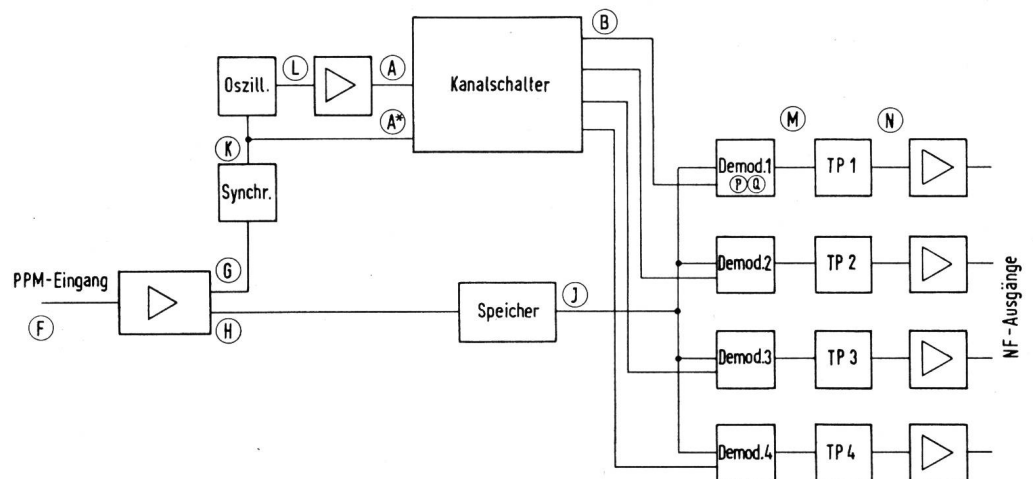 B
L
A
Oszill.
Kanalschalter
A*
M
N
K
Demod.1
P Q
TP 1
Synchr.
G
PPM-Eingang
Demod.2
TP 2
J
F
H
Speicher
NF-Ausgänge
Demod.3
TP 3
Demod.4
TP 4